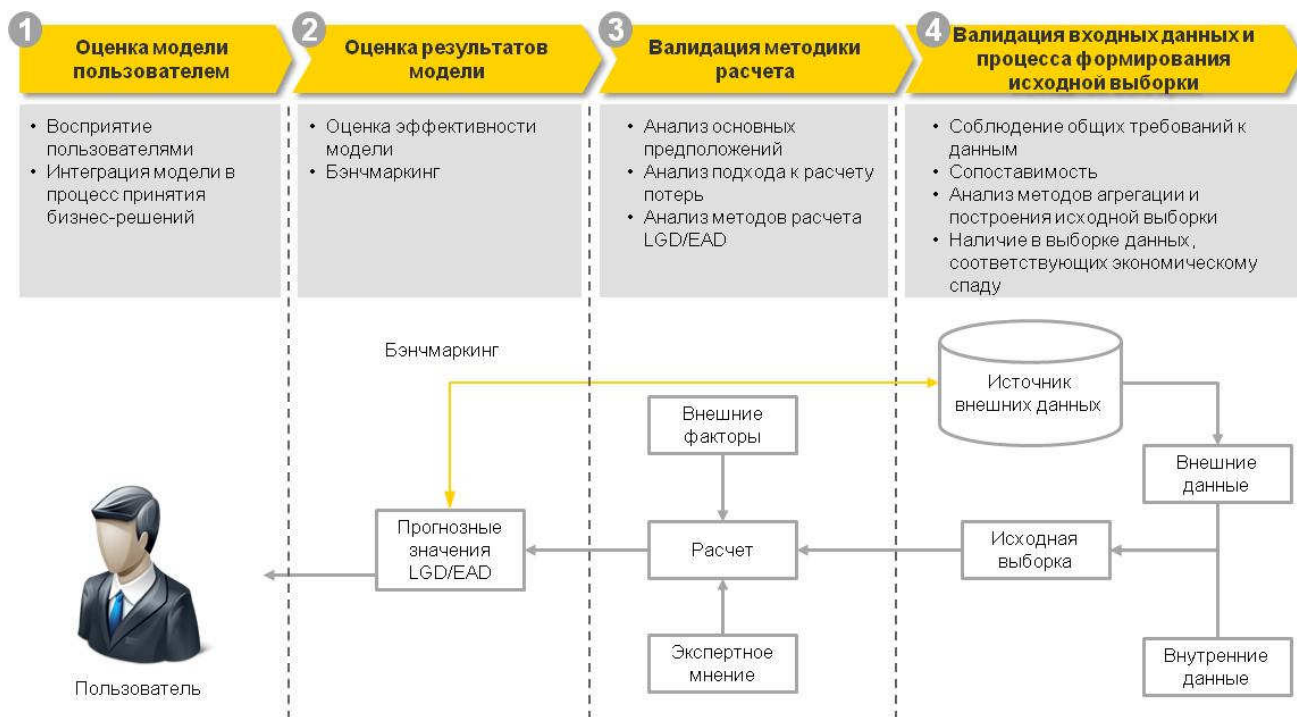 1
Оценка модели
пользователем
2
Оценка результатов
модели
3
Валидация методики
расчета
4
Валидация входных данных и
процесса формирования
исходной выборки
• Восприятие
пользователями
• Интеграция модели в
процесс принятия
бизнес-решений
• Оценка эффективности
модели
• Бэнчмаркинг
• Анализ основных
предположений
• Анализ подхода к расчету
потерь
• Анализ методов расчета
LGD/EAD
• Соблюдение общих требований к
данным
• Сопоставимость
• Анализ методов агрегации и
построения исходной выборки
• Наличие в выборке данных,
соответствующих экономическому
спаду
Бэнчмаркинг
Источник
внешних данных
Внешние
факторы
Внешние
данные
Прогнозные
значения
LGD/EAD
Расчет
Исходная
выборка
Экспертное
мнение
Внутренние
данные
Пользователь